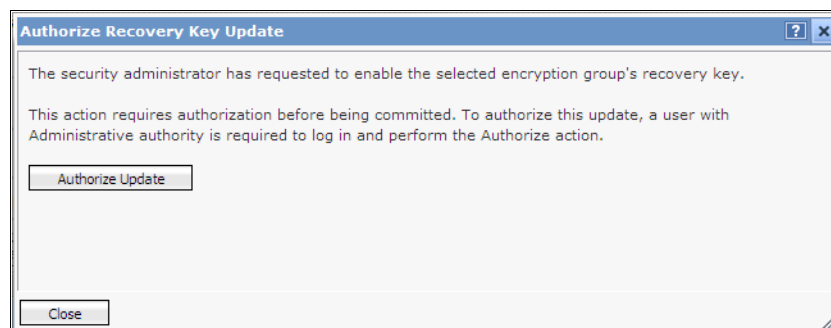 Authorize Recovery Key Update ? X
The security administrator has requested to enable the selected encryption group's recovery key.
This action requires authorization before being committed. To authorize this update, a user with
Administrative authority is required to log in and perform the Authorize action.
Authorize Update
Close